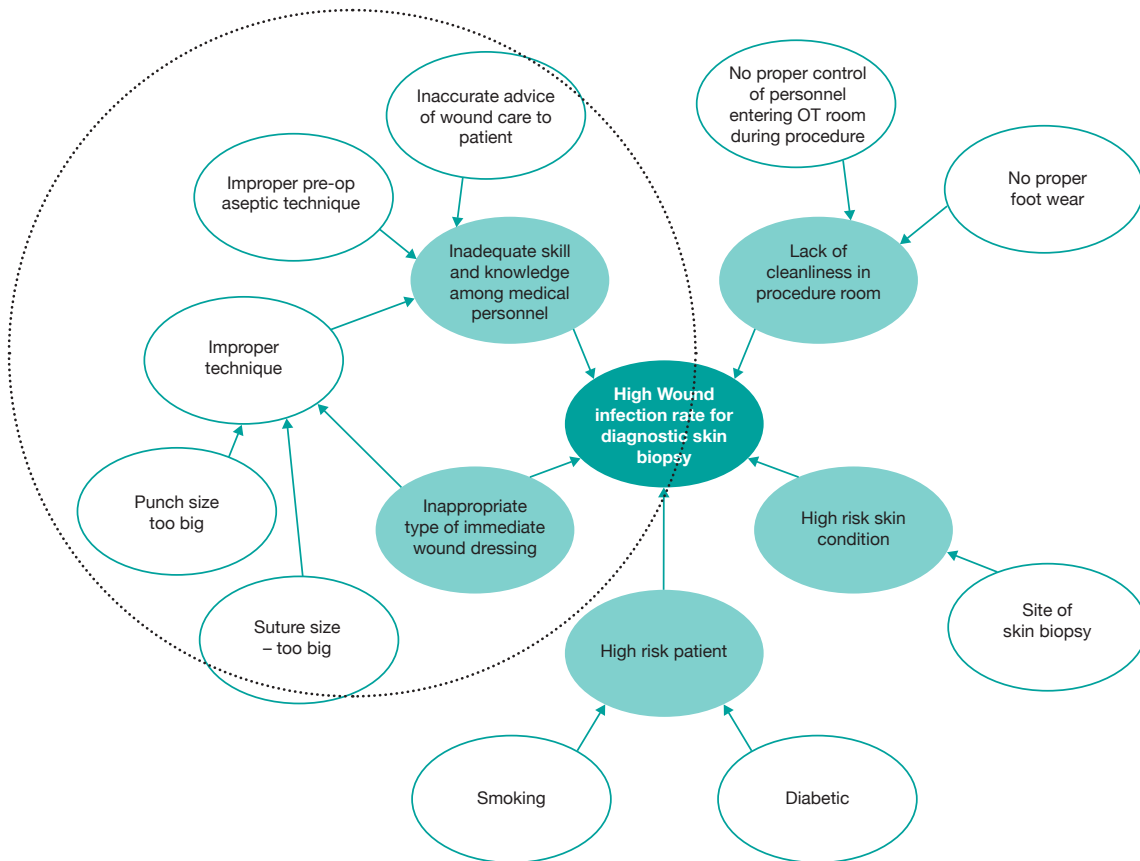 Inaccurate advice
of wound care to
patient
No proper control
of personnel
entering OT room
during procedure
Improper pre-op
aseptic technique
No proper
foot wear
Inadequate skill
and knowledge
among medical
personnel
Lack of
cleanliness in
procedure room
Improper
technique
High Wound
infection rate for
diagnostic skin
biopsy
Punch size
too big
Inappropriate
type of immediate
wound dressing
High risk skin
condition
Suture size
– too big
High risk patient
Site of
skin biopsy
Smoking
Diabetic